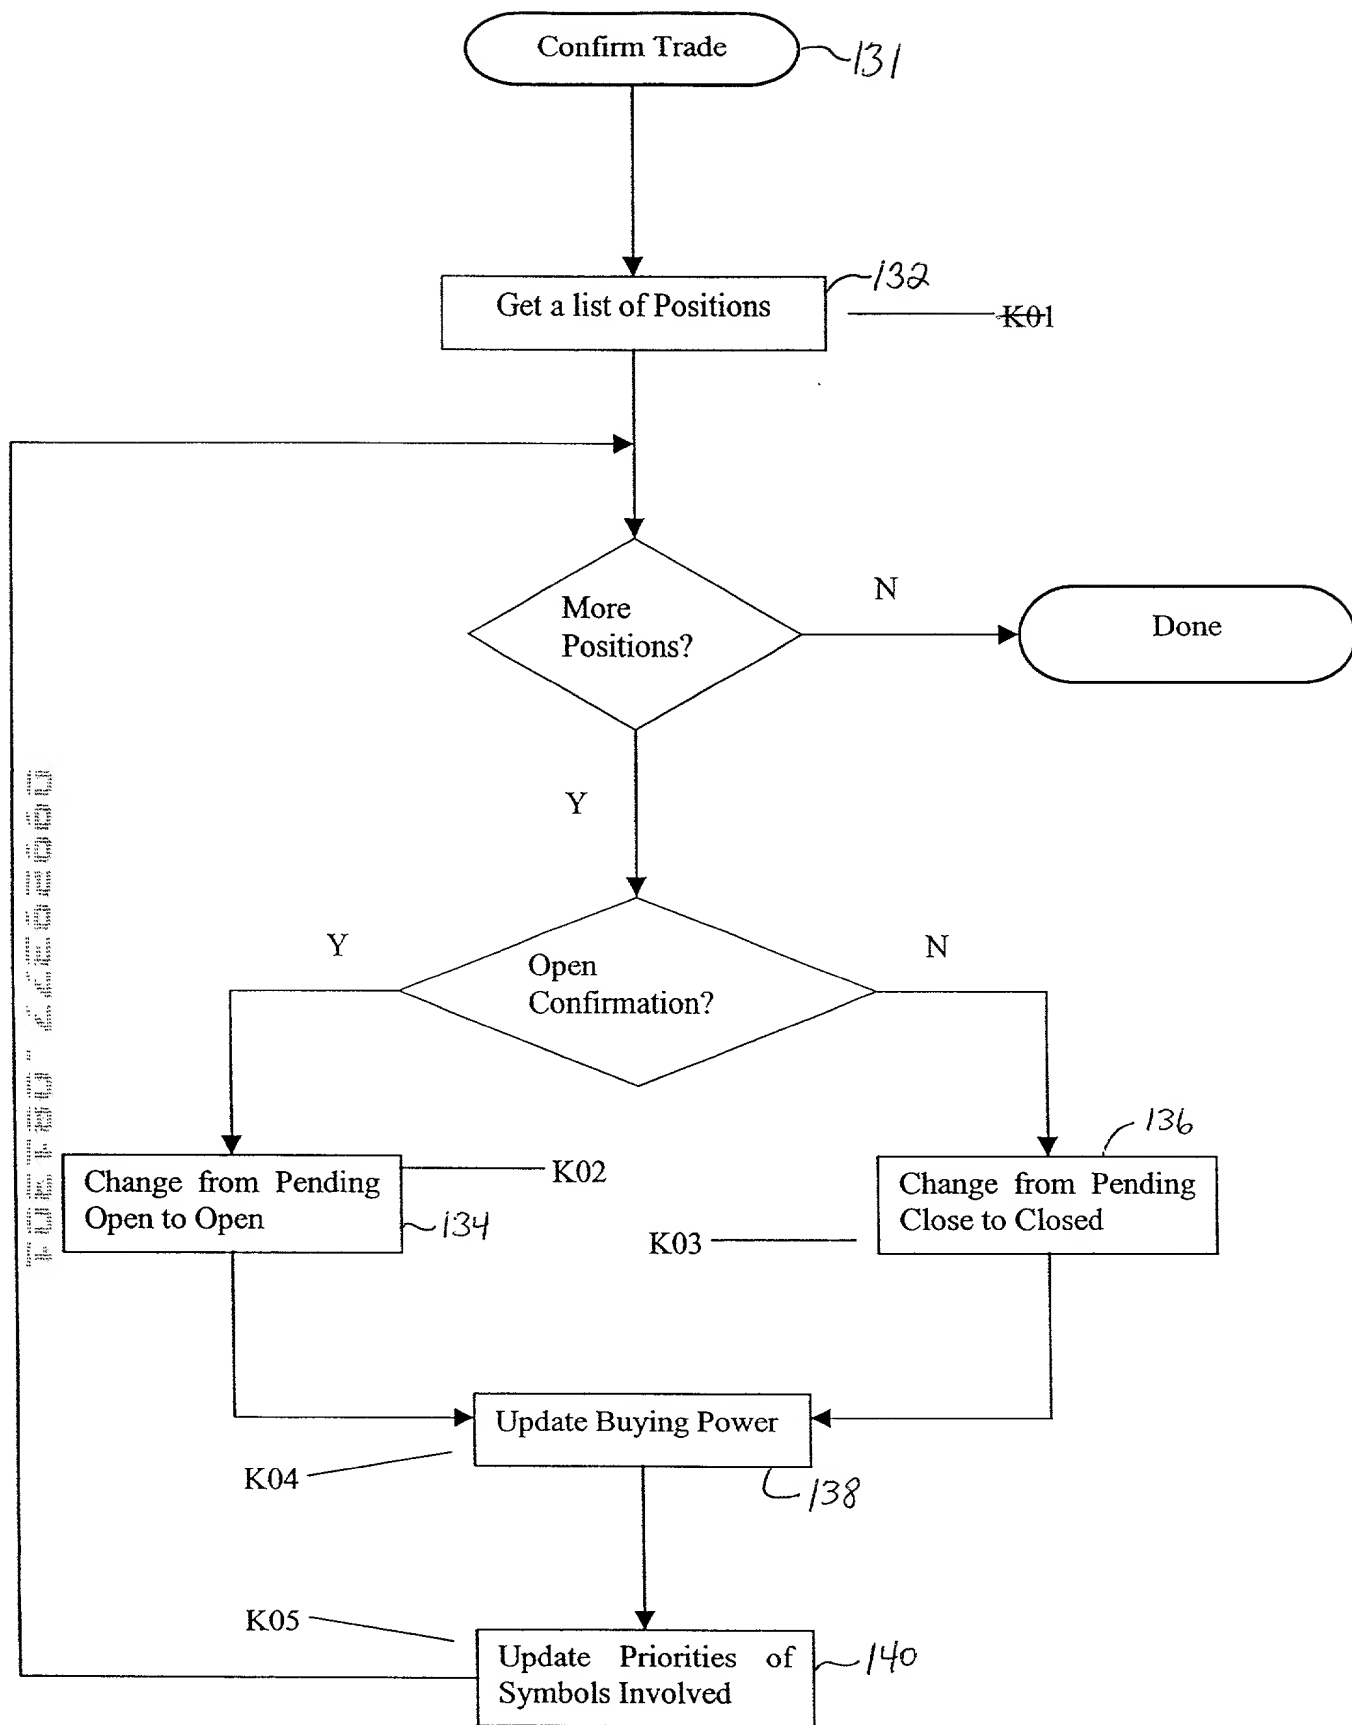 Confirm Trade
131
Get a list of Positions
132
K01
More
Positions?
N
Done
Y
Y
Open
Confirmation?
N
136
Change from Pending
Open to Open
K02
134
K03
Change from Pending
Close to Closed
Update Buying Power
K04
138
K05
Update Priorities of
Symbols Involved
140